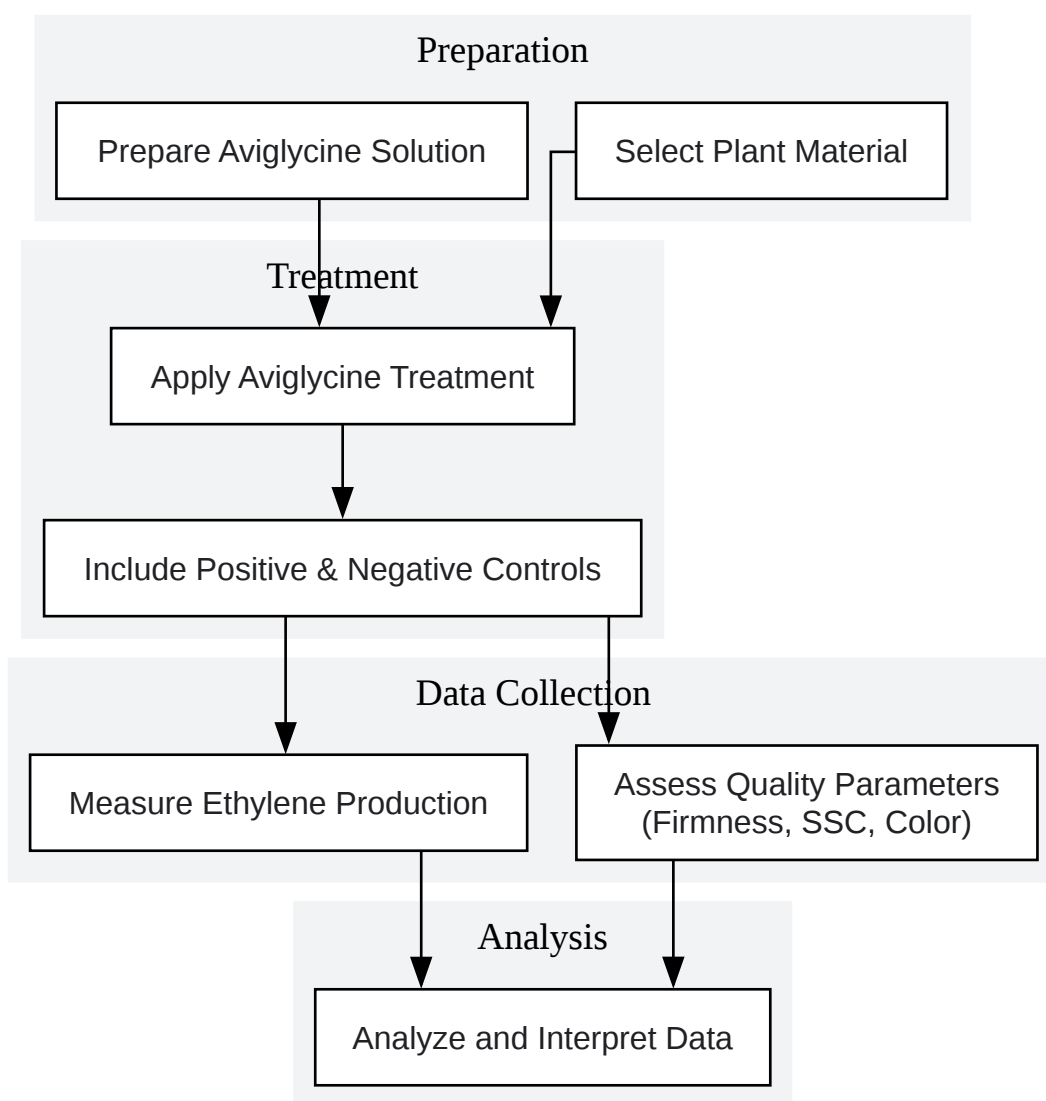 Preparation
Prepare Aviglycine Solution
Select Plant Material
Treatment
Apply Aviglycine Treatment
Include Positive & Negative Controls
Data Collection
Measure Ethylene Production
Assess Quality Parameters
(Firmness, SSC, Color)
Analysis
Analyze and Interpret Data